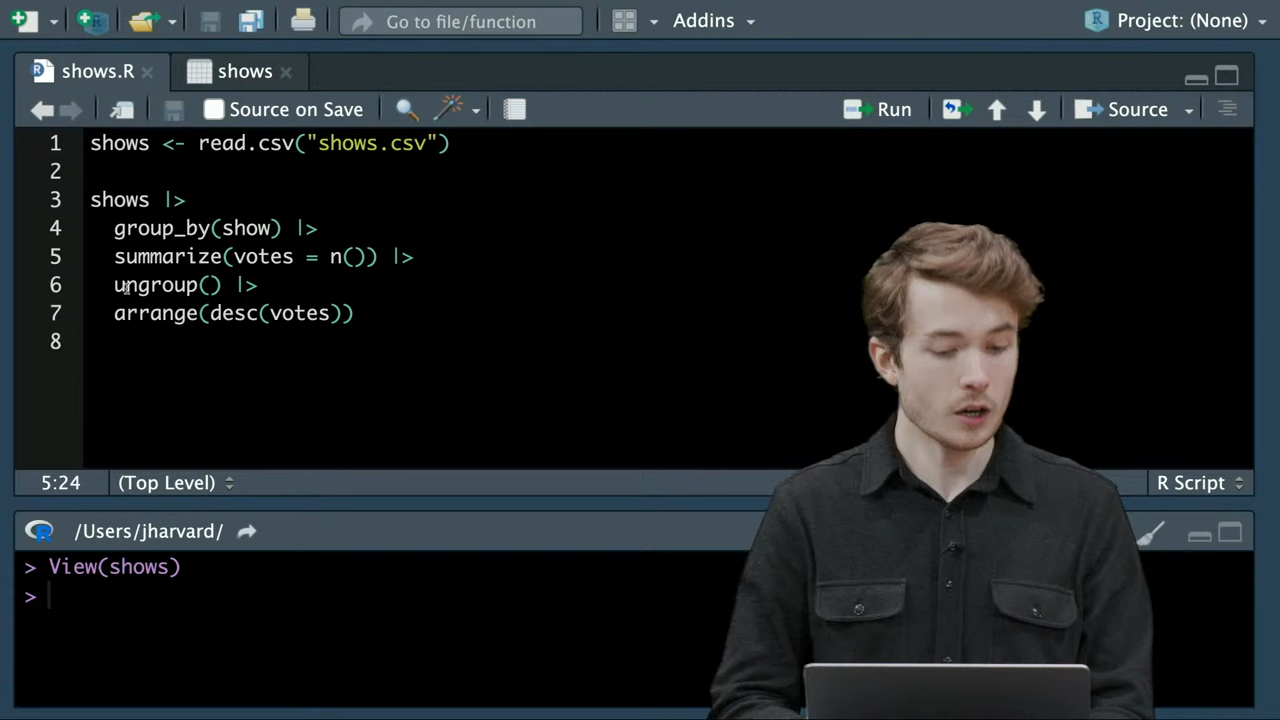 Go to file/function
Addins
Project: (None)
shows.R
shows
Source on Save
Run
Source
1 shows <- read.csv("shows.csv")
2
3 shows |>
4 group_by(show) |>
5 summarize(votes = n()) |>
6 ungroup() |>
7 arrange(desc(votes))
8
5:24
(Top Level)
R Script
/Users/jharvard/
> View(shows)
>